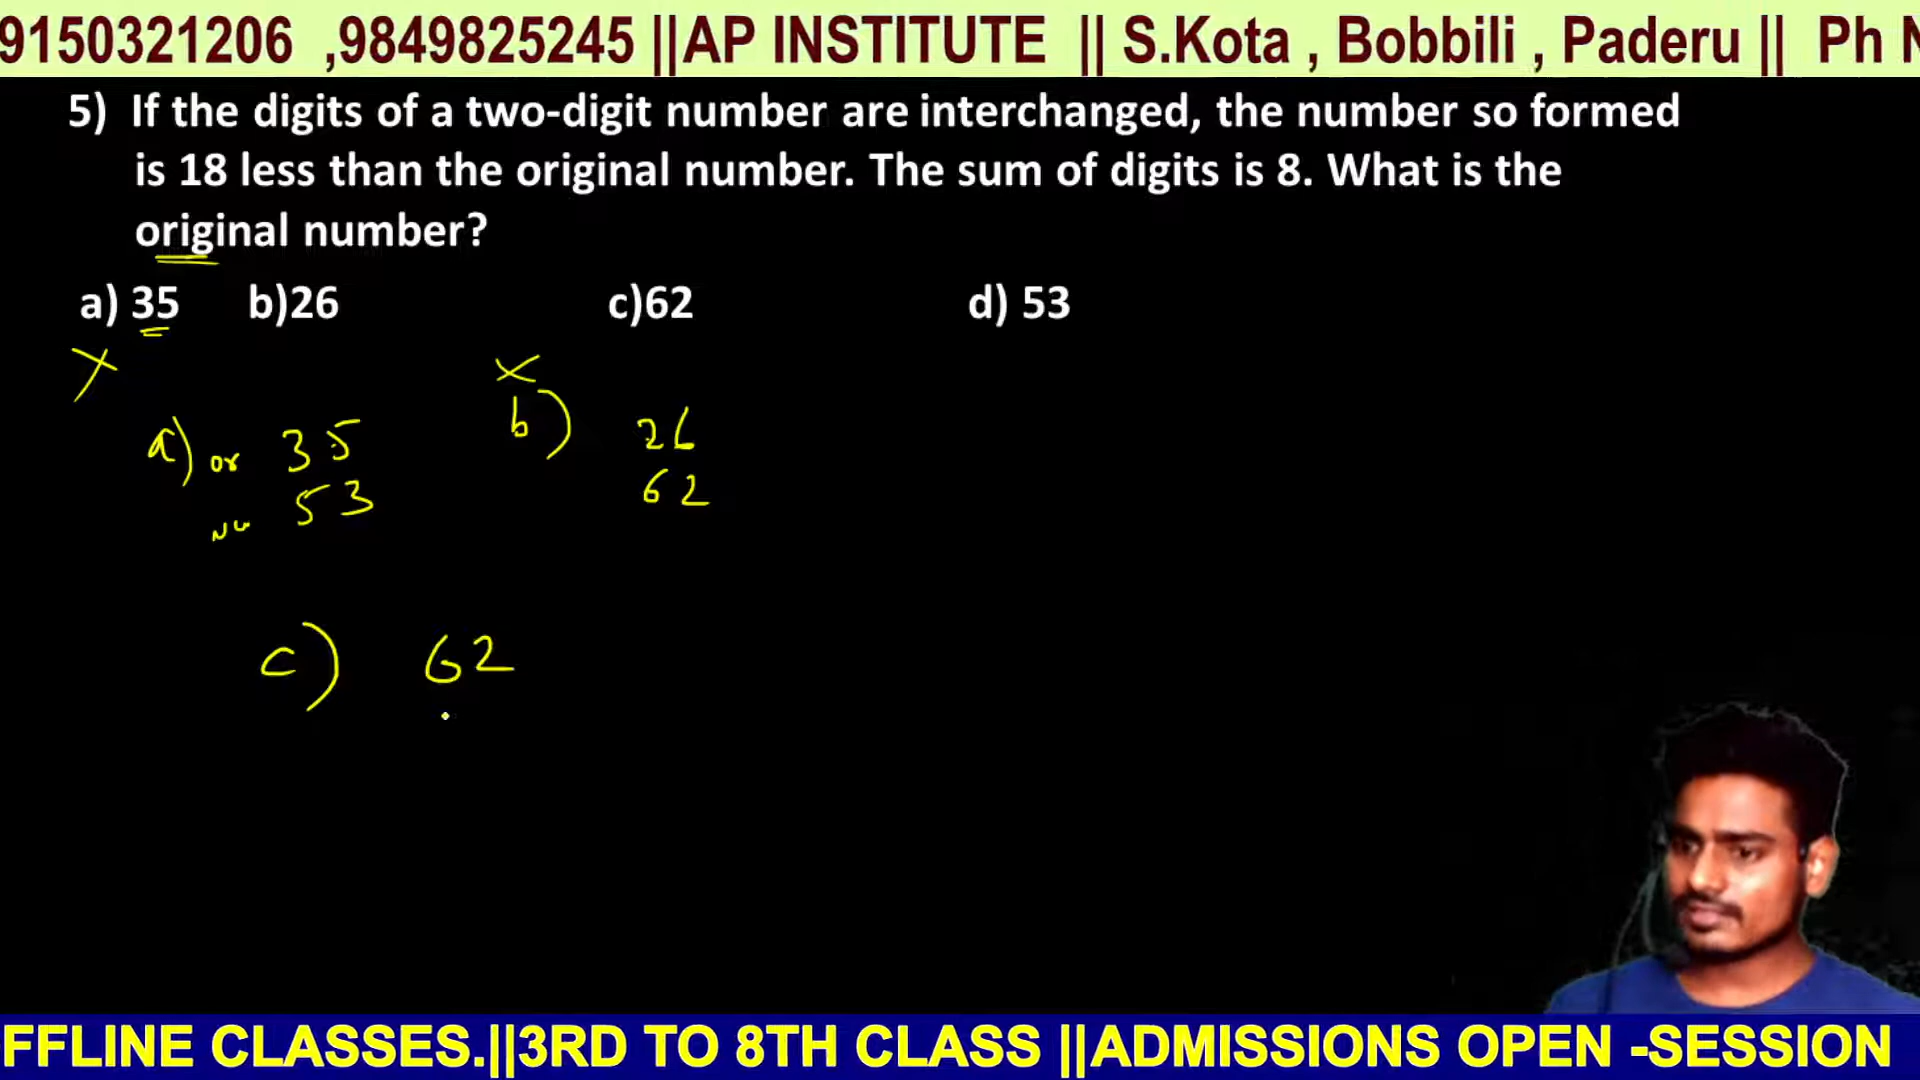 9150321206 ,9849825245 ||AP INSTITUTE || S.Kota , Bobbili , Paderu || Ph N
5) If the digits of a two-digit number are interchanged, the number so formed
is 18 less than the original number. The sum of digits is 8. What is the
original number?
a) 35 b)26 c)62 d) 53
a) or 35
53
b) 26
62
c) 62
FFLINE CLASSES.||3RD TO 8TH CLASS ||ADMISSIONS OPEN -SESSION